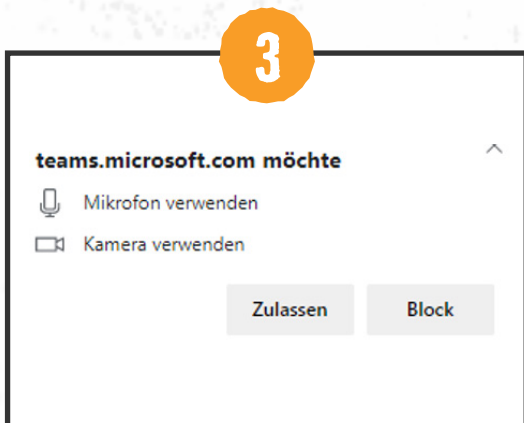 3
teams.microsoft.com möchte
Mikrofon verwenden
Kamera verwenden
Zulassen Block